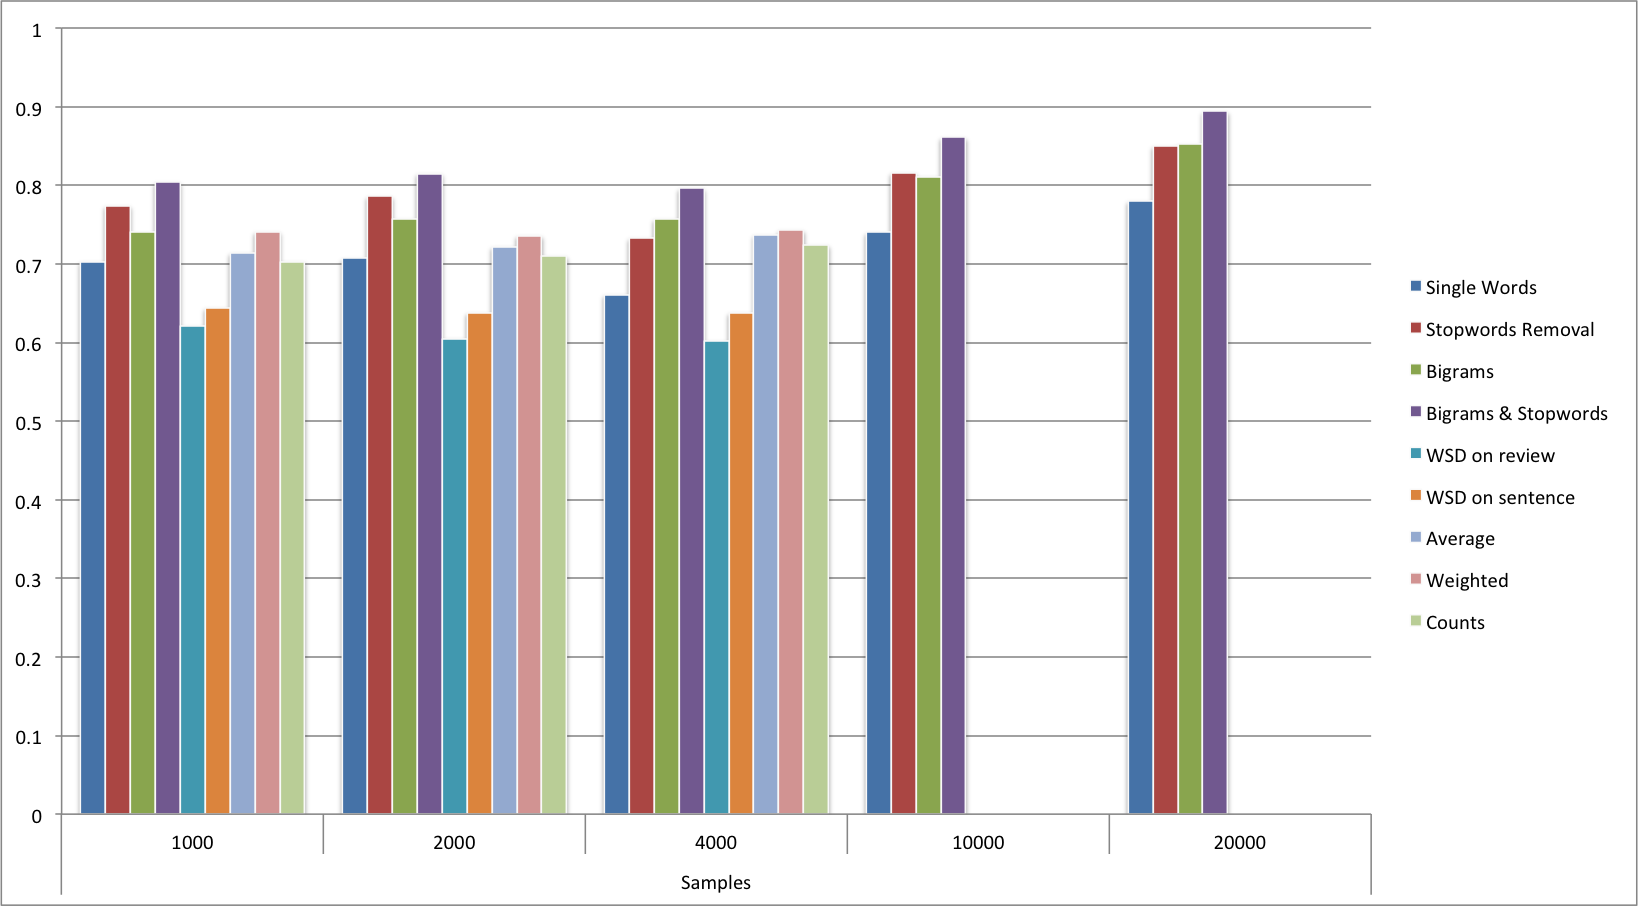 1
0.9
0.8
0.7
0.6
0.5
0.4
0.3
0.2
0.1
0
1000 2000 4000 10000 20000
Samples
Single Words
Stopwords Removal
Bigrams
Bigrams & Stopwords
WSD on review
WSD on sentence
Average
Weighted
Counts